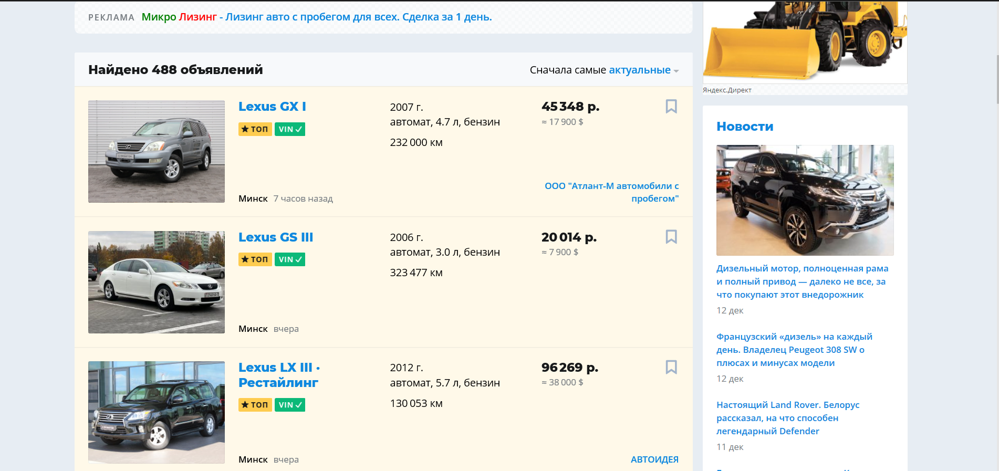 РЕКЛАМА Микро Лизинг - Лизинг авто с пробегом для всех. Сделка за 1 день.
Найдено 488 объявлений
Сначала самые актуальные
Lexus GX I
ТОП VIN
Минск 7 часов назад
2007 г.
автомат, 4.7 л, бензин
232 000 км
45 348 р.
≈ 17 900 $
ООО "Атлант-М автомобили с
пробегом"
Lexus GS III
ТОП VIN
Минск вчера
2006 г.
автомат, 3.0 л, бензин
323 477 км
20 014 р.
≈ 7 900 $
Lexus LX III ·
Рестайлинг
ТОП VIN
Минск вчера
2012 г.
автомат, 5.7 л, бензин
130 053 км
96 269 р.
≈ 38 000 $
АВТОИДЕЯ
Яндекс.Директ
Новости
Дизельный мотор, полноценная рама
и полный привод — далеко не все, за
что покупают этот внедорожник
12 дек
Французский «дизель» на каждый
день. Владелец Peugeot 308 SW о
плюсах и минусах модели
12 дек
Настоящий Land Rover. Белорус
рассказал, на что способен
легендарный Defender
11 дек